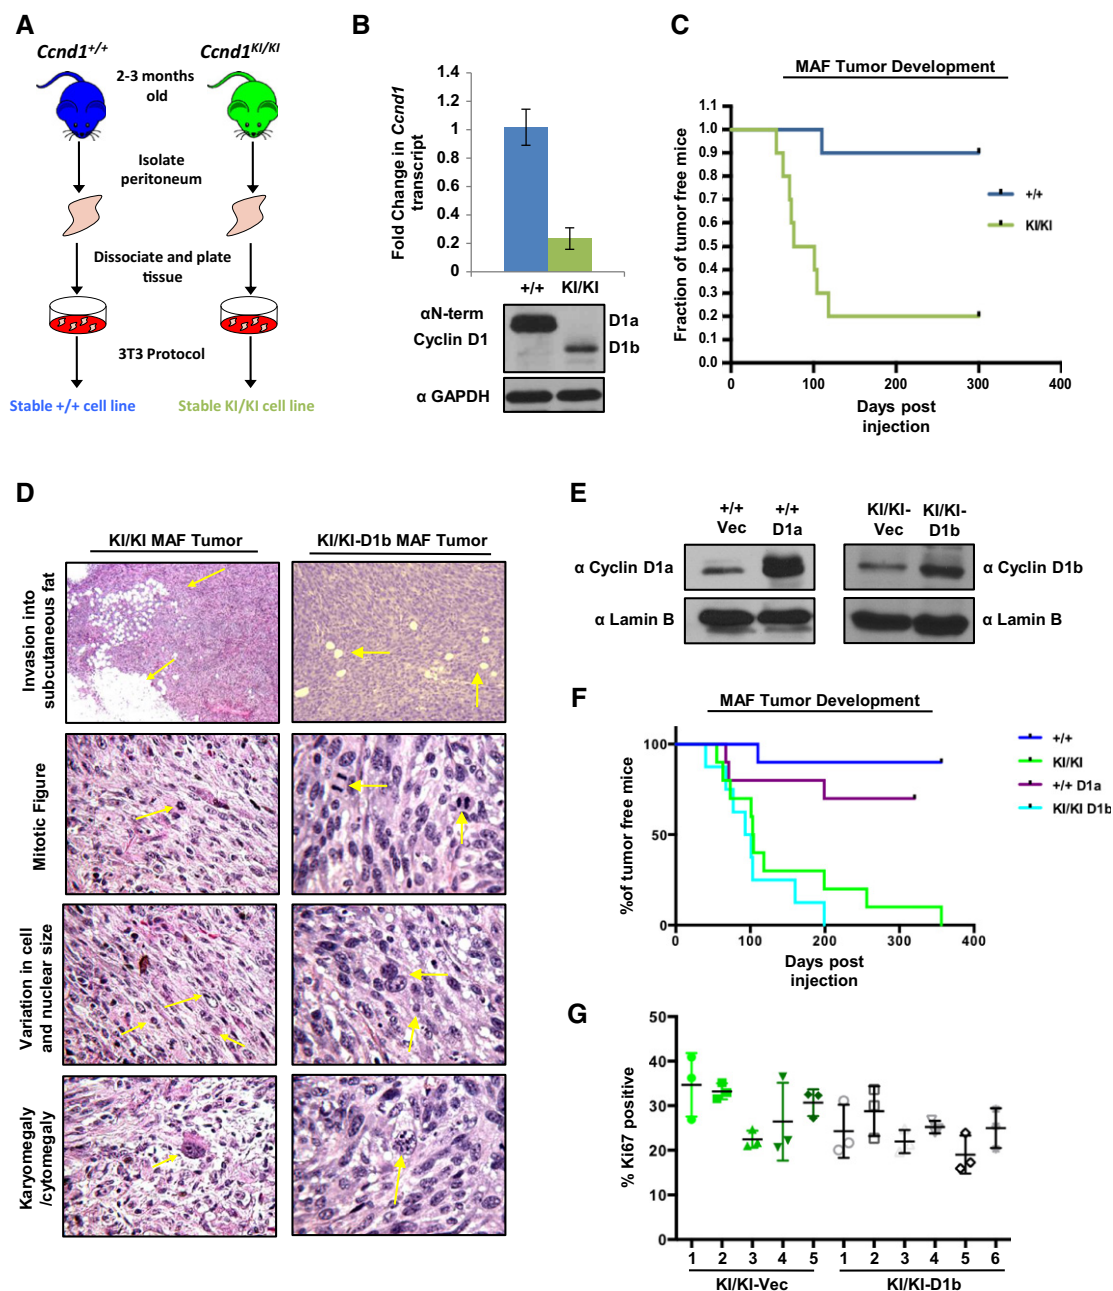 A
Ccnd1+/+
Ccnd1KI/KI
2-3 months
old
Isolate
peritoneum
Dissociate and plate
tissue
3T3 Protocol
Stable +/+ cell line
Stable KI/KI cell line
B
Fold Change in Ccnd1
transcript
1.4
1.2
1
0.8
0.6
0.4
0.2
0
+/+
KI/KI
αN-term
Cyclin D1
D1a
D1b
α GAPDH
C
MAF Tumor Development
Fraction of tumor free mice
1.1
1.0
0.9
0.8
0.7
0.6
0.5
0.4
0.3
0.2
0.1
0.0
0
100
200
300
400
Days post
injection
+/+
KI/KI
D
KI/KI MAF Tumor
KI/KI-D1b MAF Tumor
Invasion into
subcutaneous fat
Mitotic Figure
Variation in cell
and nuclear size
Karyomegaly
/cytomegaly
E
+/+
Vec
+/+
D1a
KI/KI-
Vec
KI/KI-
D1b
α Cyclin D1a
α Cyclin D1b
α Lamin B
α Lamin B
F
MAF Tumor Development
%of tumor free mice
100
50
0
0
100
200
300
400
Days post
injection
+/+
KI/KI
+/+ D1a
KI/KI D1b
G
% Ki67 positive
50
40
30
20
10
0
1
2
3
4
5
1
2
3
4
5
6
KI/KI-Vec
KI/KI-D1b